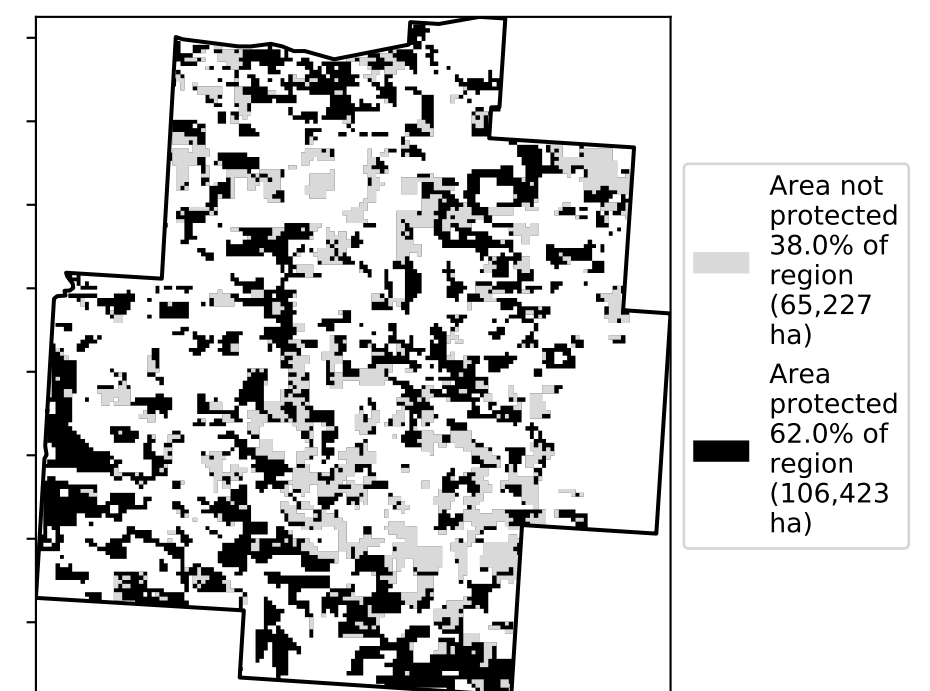 Area not
protected
38.0% of
region
(65,227
ha)
Area
protected
62.0% of
region
(106,423
ha)